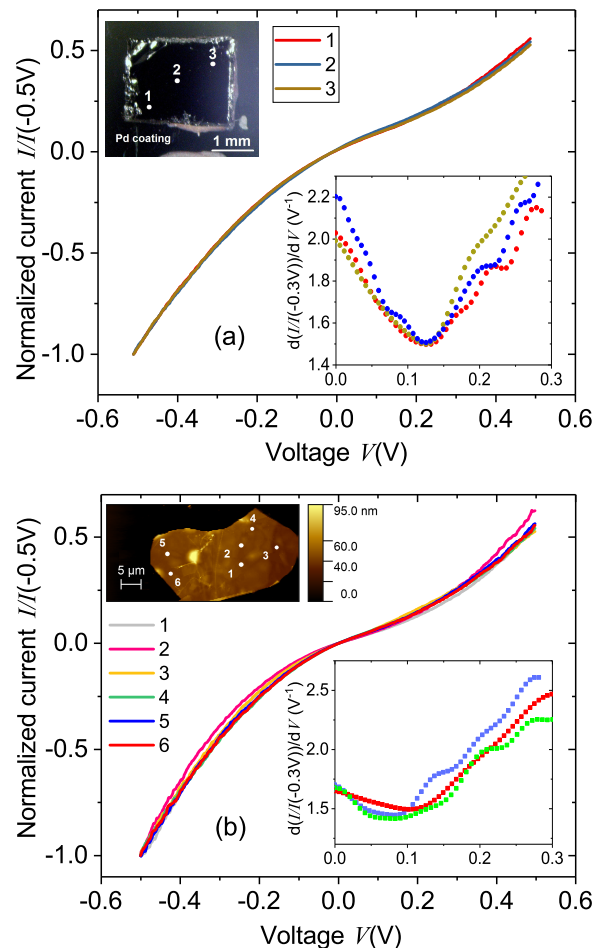 Normalized current I/I(-0.5V)
0.5
0.0
-0.5
-1.0
1
2
3
Pd coating
1 mm
1
2
3
(a)
d(I/I(-0.3V))/dV (V⁻¹)
2.2
2.0
1.8
1.6
1.4
0.0 0.1 0.2 0.3
-0.6 -0.4 -0.2 0.0 0.2 0.4 0.6
Voltage V(V)
Normalized current I/I(-0.5V)
0.5
0.0
-0.5
-1.0
5
4
2
3
1
6
5 µm
95.0 nm
60.0
40.0
0.0
1
2
3
4
5
6
(b)
d(I/I(-0.3V))/dV (V⁻¹)
2.5
2.0
1.5
0.0 0.1 0.2 0.3
-0.6 -0.4 -0.2 0.0 0.2 0.4 0.6
Voltage V(V)